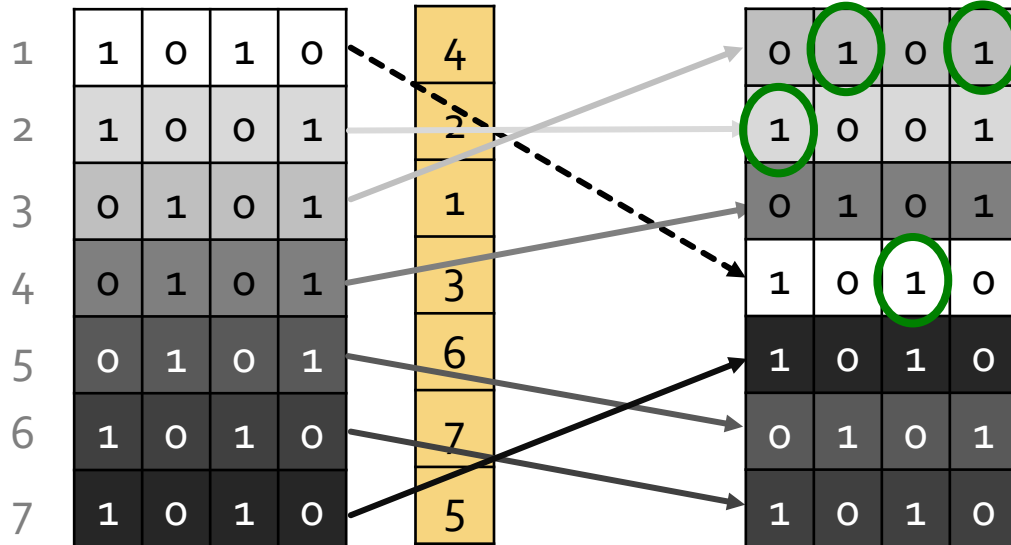 1 1 0 1 0 4 0 1 0 1
2 1 0 0 1 2 1 0 0 1
3 0 1 0 1 1 0 1 0 1
4 0 1 0 1 3 1 0 1 0
5 0 1 0 1 6 1 0 1 0
6 1 0 1 0 7 0 1 0 1
7 1 0 1 0 5 1 0 1 0